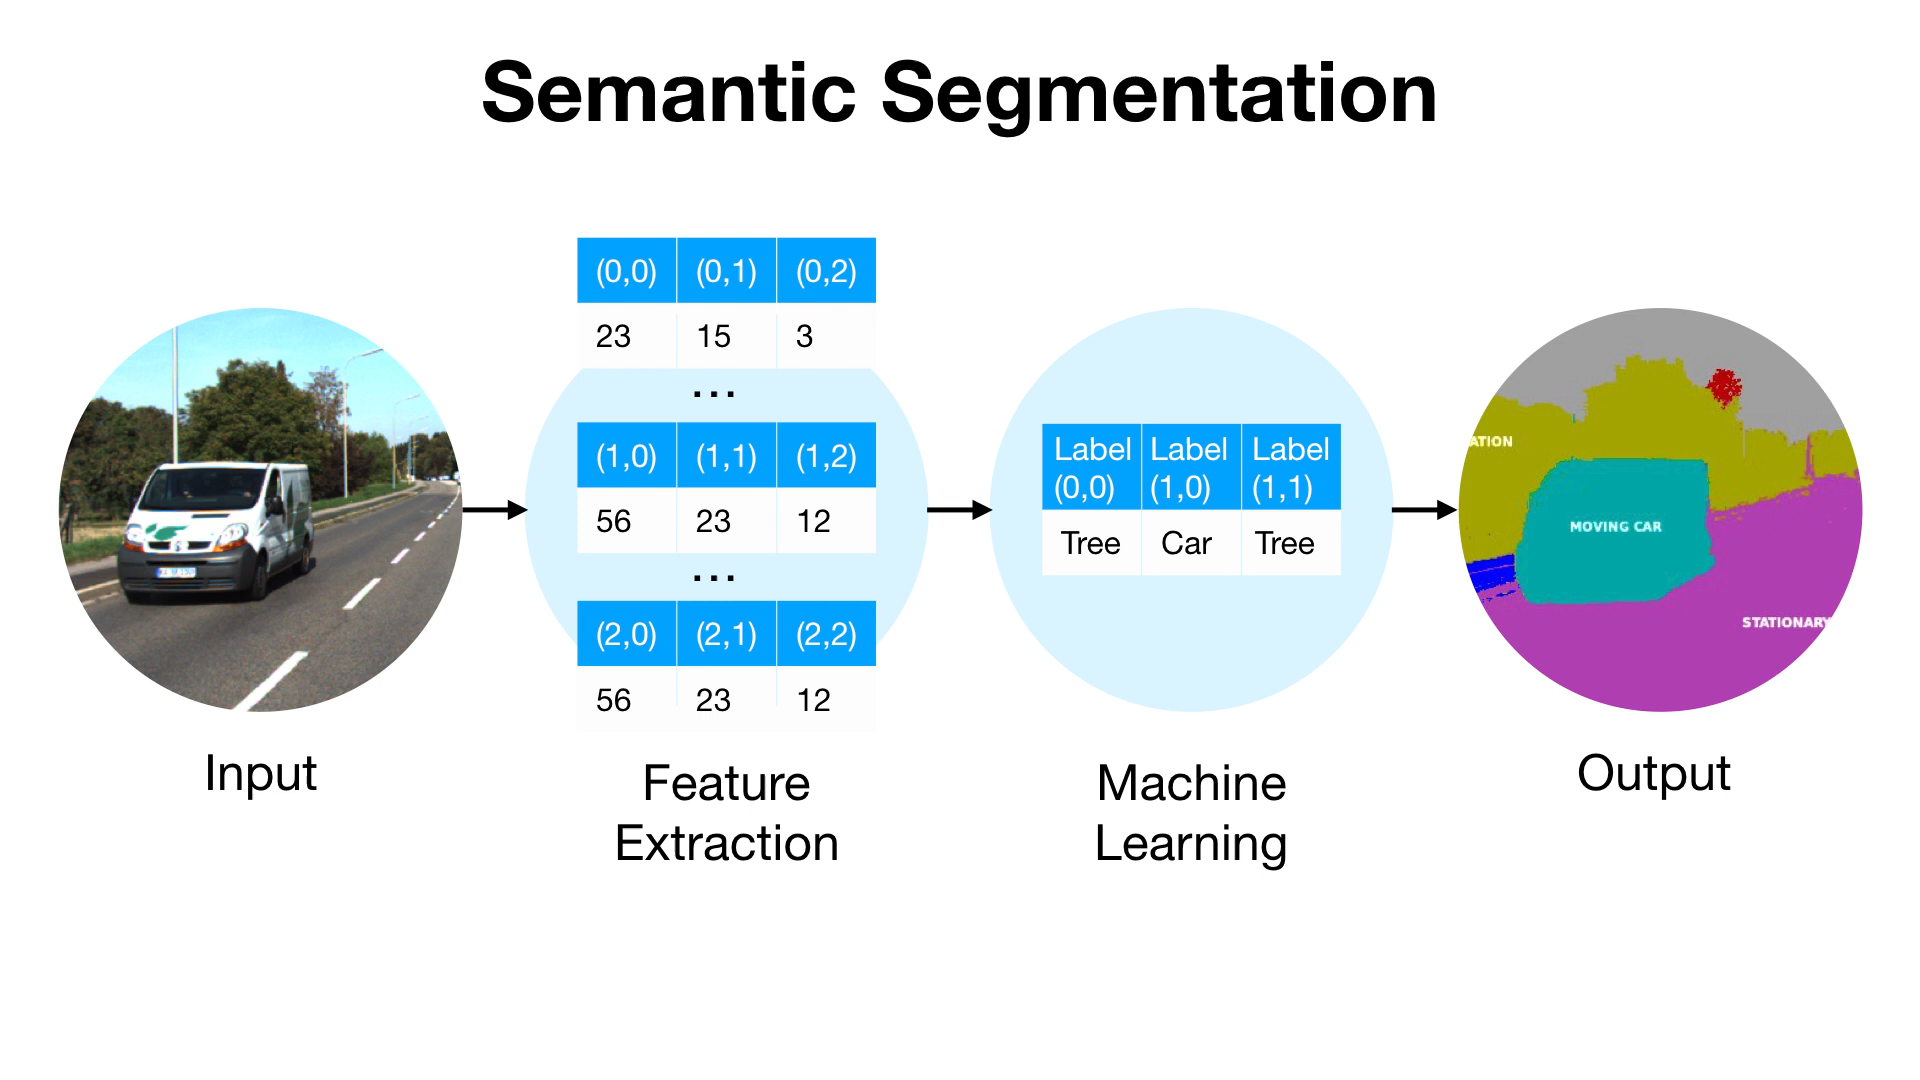 Semantic Segmentation
(0,0) (0,1) (0,2)
23 15 3
...
(1,0) (1,1) (1,2)
56 23 12
...
(2,0) (2,1) (2,2)
56 23 12
Label Label Label
(0,0) (1,0) (1,1)
Tree Car Tree
ATION
MOVING CAR
STATIONARY
Input
Feature
Extraction
Machine
Learning
Output